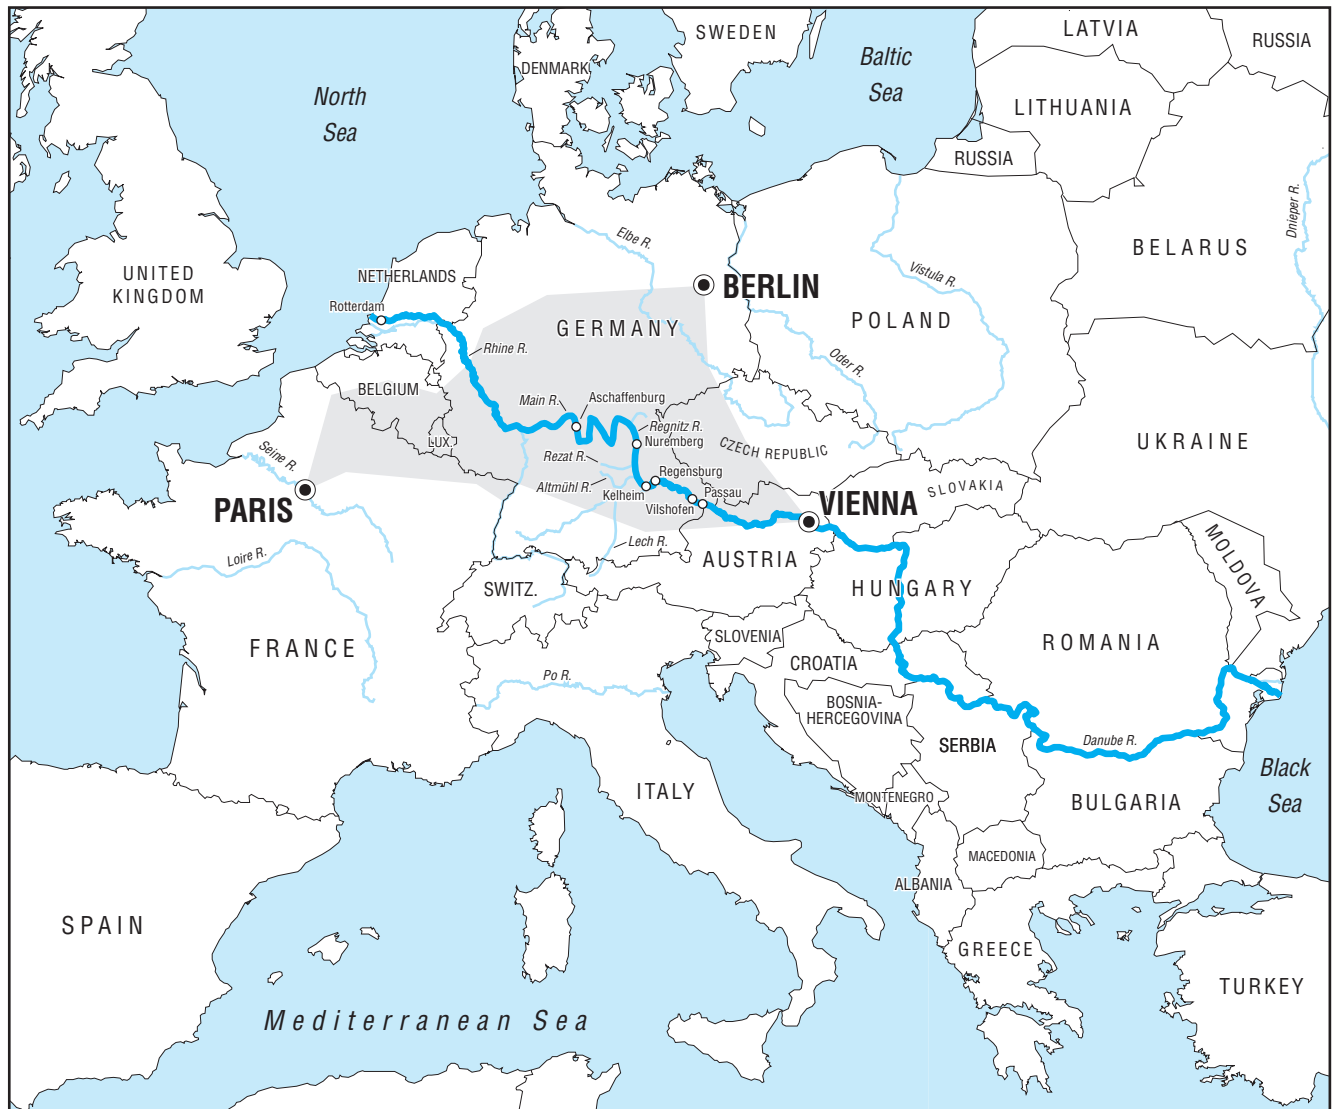 SWEDEN
LATVIA
RUSSIA
DENMARK
Baltic
Sea
North
Sea
LITHUANIA
RUSSIA
Dnieper R.
BELARUS
Elbe R.
Vistula R.
UNITED
KINGDOM
NETHERLANDS
BERLIN
Rotterdam
GERMANY
POLAND
Rhine R.
Oder R.
BELGIUM
Main R.
Aschaffenburg
Regnitz R.
LUX.
Nuremberg
CZECH REPUBLIC
UKRAINE
Seine R.
Rezat R.
Regensburg
Altmühl R.
Kelheim
Passau
SLOVAKIA
PARIS
Vilshofen
VIENNA
Lech R.
Loire R.
AUSTRIA
MOLDOVA
SWITZ.
HUNGARY
FRANCE
SLOVENIA
ROMANIA
CROATIA
Po R.
BOSNIA-
HERCEGOVINA
SERBIA
Danube R.
Black
Sea
ITALY
MONTENEGRO
BULGARIA
MACEDONIA
ALBANIA
SPAIN
GREECE
TURKEY
Mediterranean Sea